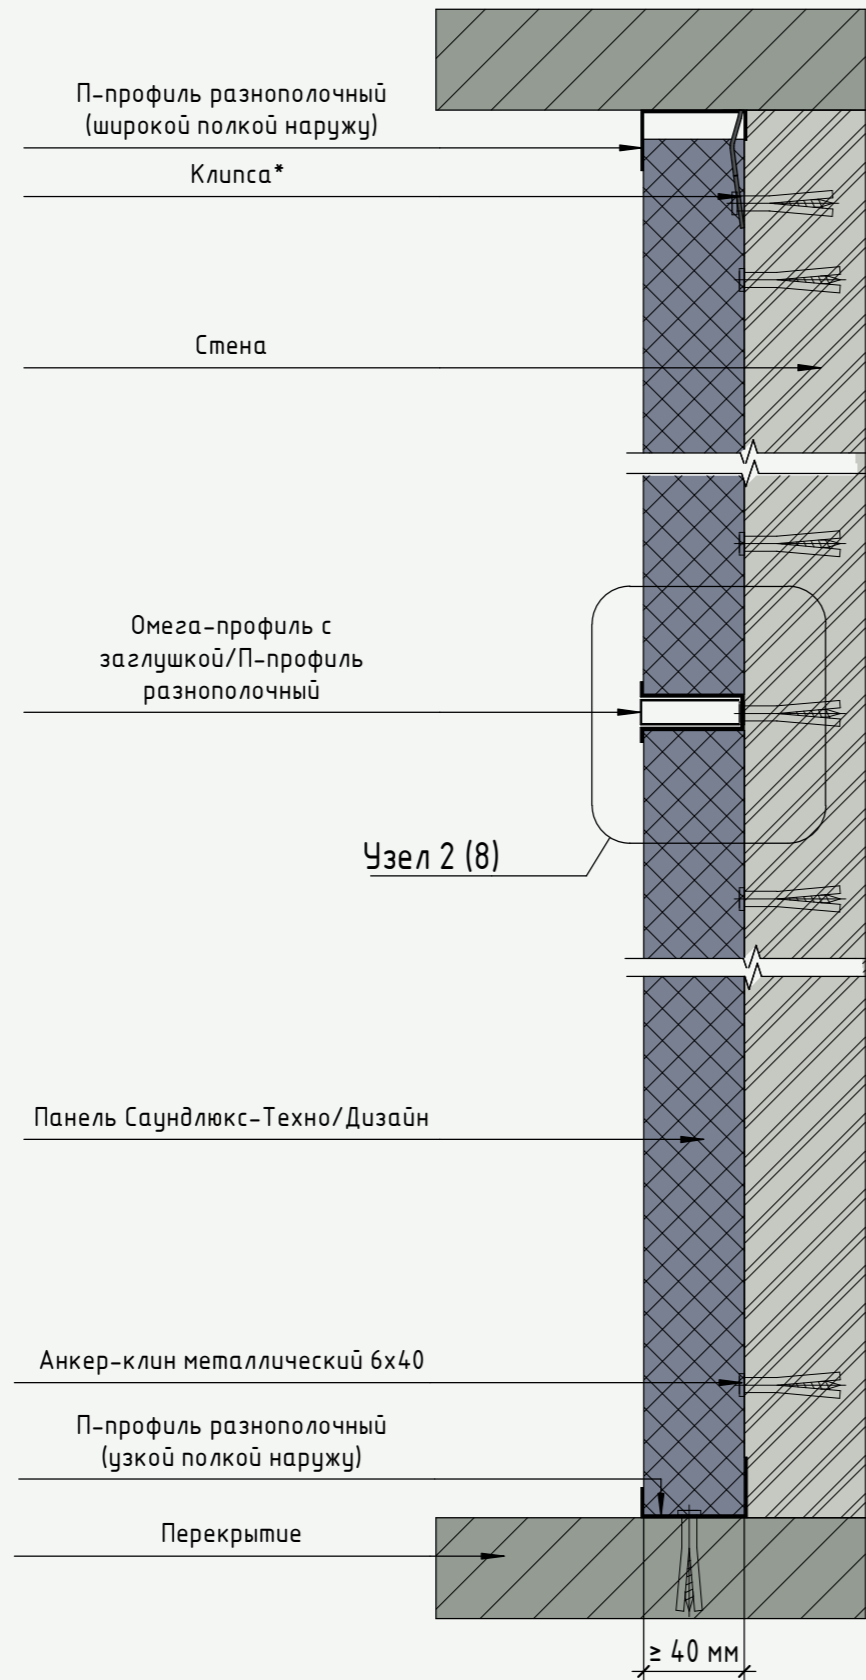 П-профиль разнополочный
(широкой полкой наружу)
Клипса*
Стена
Омега-профиль с
заглушкой/П-профиль
разнополочный
Узел 2 (8)
Панель Саундлюкс-Техно/Дизайн
Анкер-клин металлический 6х40
П-профиль разнополочный
(узкой полкой наружу)
Перекрытие
≥ 40 мм